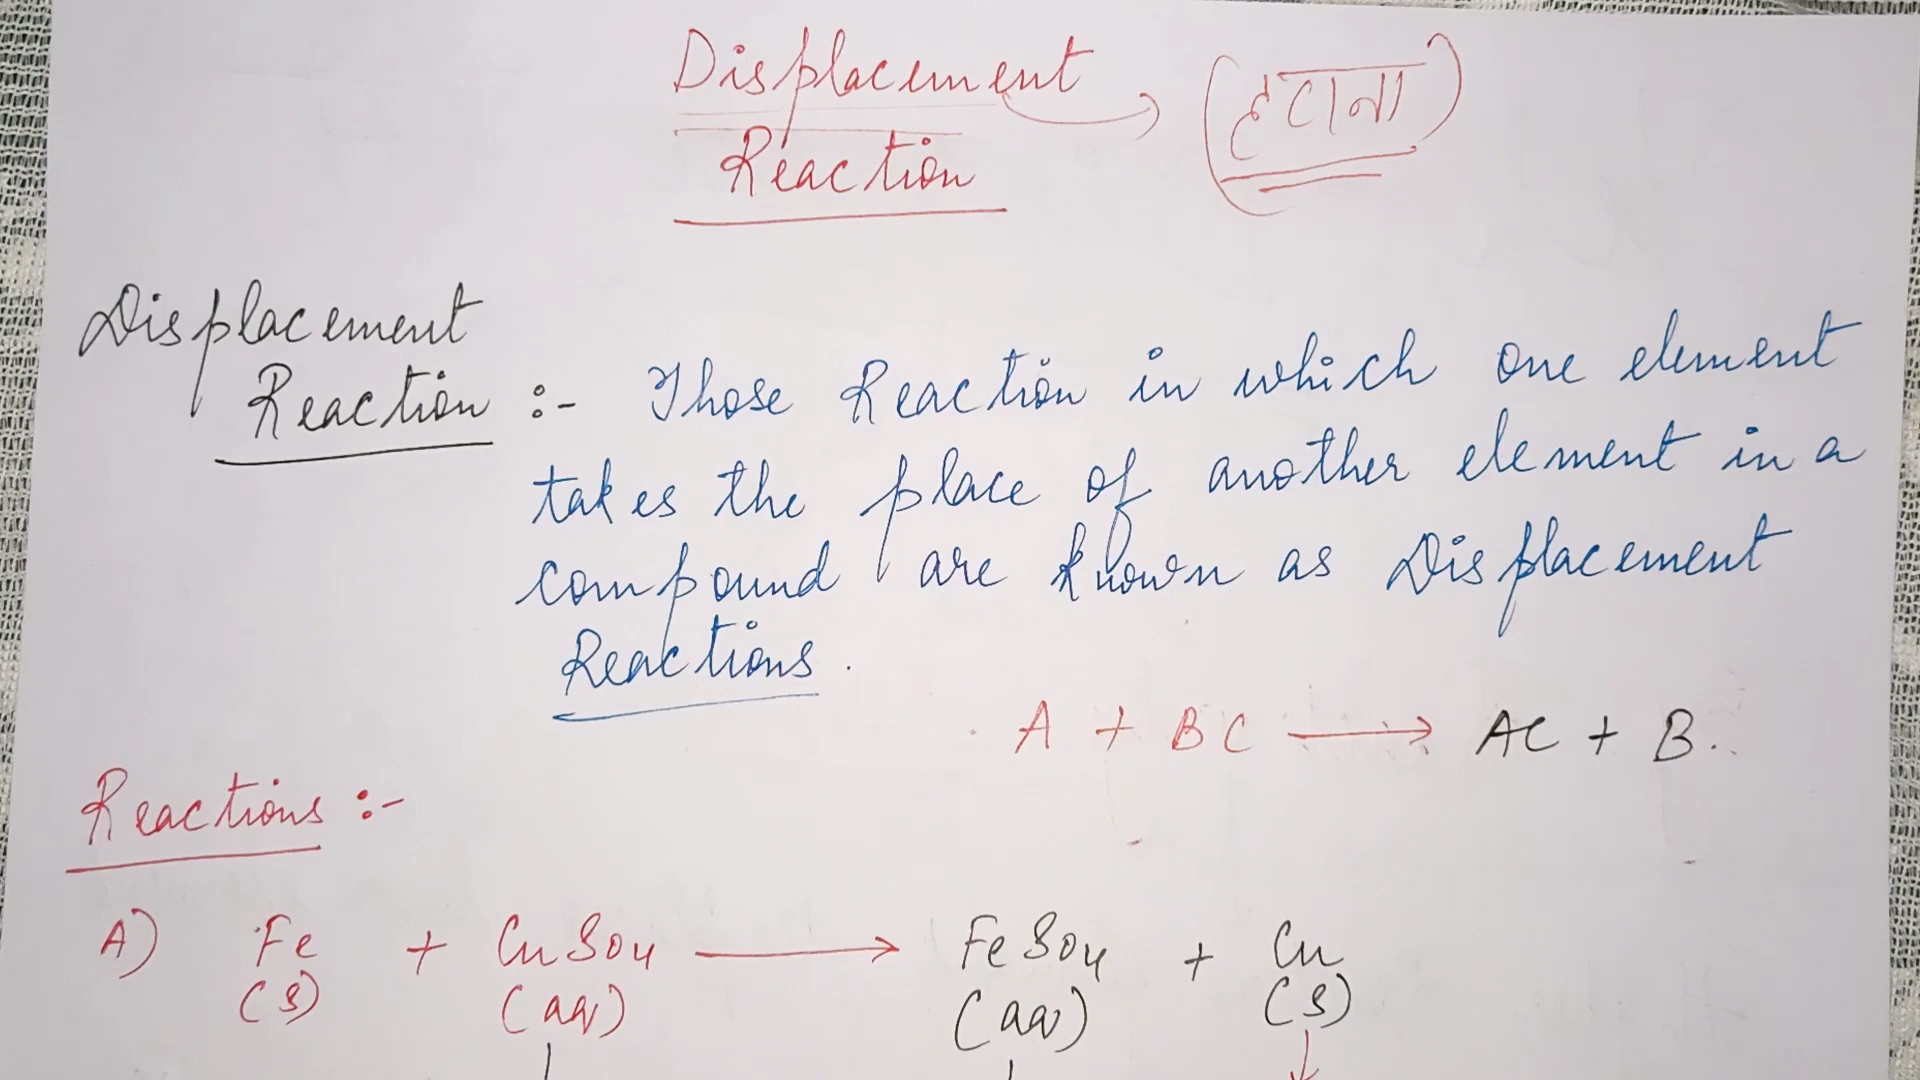 Displacement (हटाना)
Reaction
Displacement
Reaction :- Those Reaction in which one element
takes the place of another element in a
compound are known as Displacement
Reactions.
A + BC → AC + B.
Reactions :-
A) Fe + CuSO4 → FeSO4 + Cu
(s) (aq) (aq) (s)